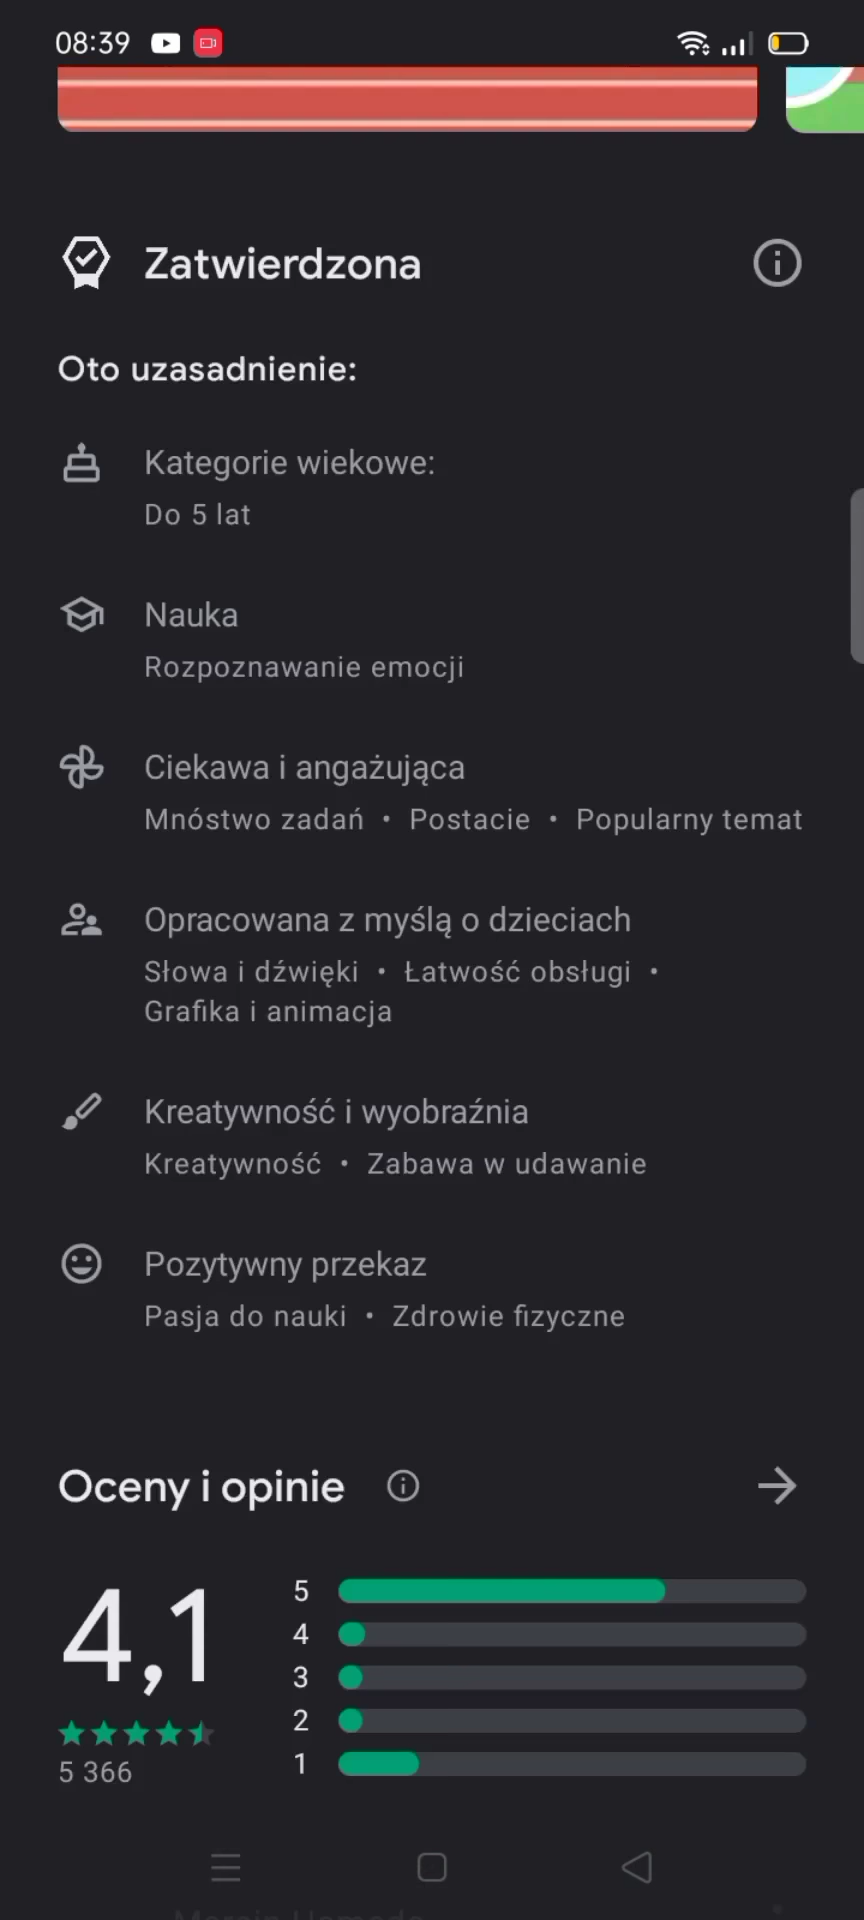 08:39
Zatwierdzona
Oto uzasadnienie:
Kategorie wiekowe:
Do 5 lat
Nauka
Rozpoznawanie emocji
Ciekawa i angażująca
Mnóstwo zadań • Postacie • Popularny temat
Opracowana z myślą o dzieciach
Słowa i dźwięki • Łatwość obsługi •
Grafika i animacja
Kreatywność i wyobraźnia
Kreatywność • Zabawa w udawanie
Pozytywny przekaz
Pasja do nauki • Zdrowie fizyczne
Oceny i opinie
4,1
5
4
3
2
1
5 366